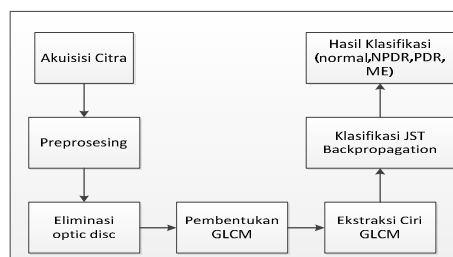 Akuisisi Citra
Preprosesing
Eliminasi
optic disc
Pembentukan
GLCM
Ekstraksi Ciri
GLCM
Klasifikasi JST
Backpropagation
Hasil Klasifikasi
(normal,NPDR,PDR,
ME)